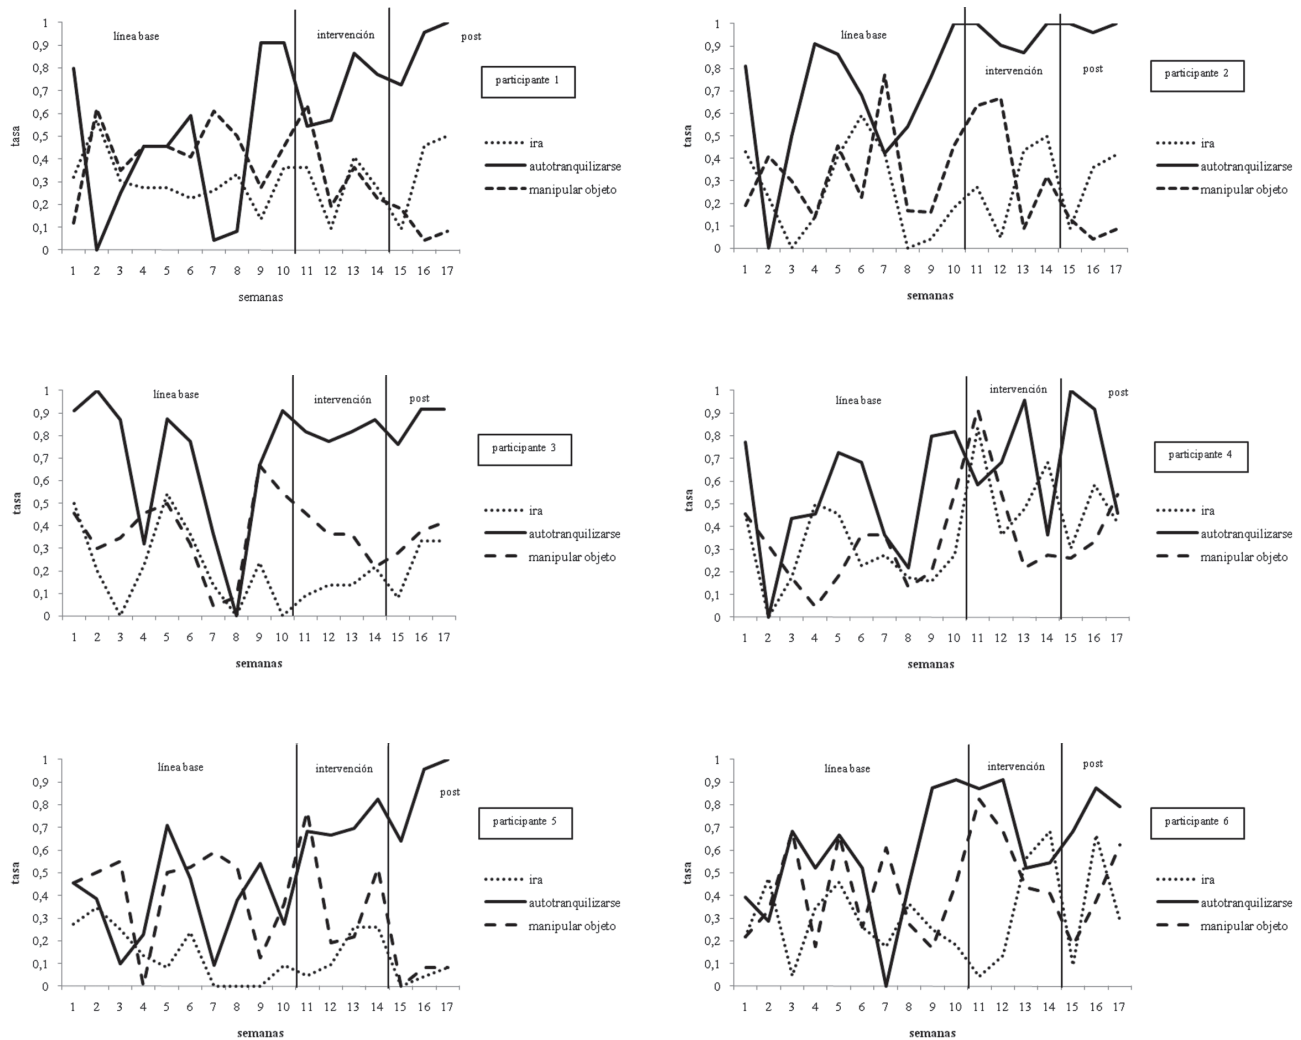 línea base
intervención
post
participante 1
tasa
1
0,9
0,8
0,7
0,6
0,5
0,4
0,3
0,2
0,1
0
1 2 3 4 5 6 7 8 9 10 11 12 13 14 15 16 17
semanas
ira
autotranquilizarse
manipular objeto
línea base
intervención
post
participante 2
tasa
1
0,9
0,8
0,7
0,6
0,5
0,4
0,3
0,2
0,1
0
1 2 3 4 5 6 7 8 9 10 11 12 13 14 15 16 17
semanas
ira
autotranquilizarse
manipular objeto
línea base
intervención
post
participante 3
tasa
1
0,9
0,8
0,7
0,6
0,5
0,4
0,3
0,2
0,1
0
1 2 3 4 5 6 7 8 9 10 11 12 13 14 15 16 17
semanas
ira
autotranquilizarse
manipular objeto
línea base
intervención
post
participante 4
tasa
1
0,9
0,8
0,7
0,6
0,5
0,4
0,3
0,2
0,1
0
1 2 3 4 5 6 7 8 9 10 11 12 13 14 15 16 17
semanas
ira
autotranquilizarse
manipular objeto
línea base
intervención
post
participante 5
tasa
1
0,9
0,8
0,7
0,6
0,5
0,4
0,3
0,2
0,1
0
1 2 3 4 5 6 7 8 9 10 11 12 13 14 15 16 17
semanas
ira
autotranquilizarse
manipular objeto
línea base
intervención
post
participante 6
tasa
1
0,9
0,8
0,7
0,6
0,5
0,4
0,3
0,2
0,1
0
1 2 3 4 5 6 7 8 9 10 11 12 13 14 15 16 17
semanas
ira
autotranquilizarse
manipular objeto